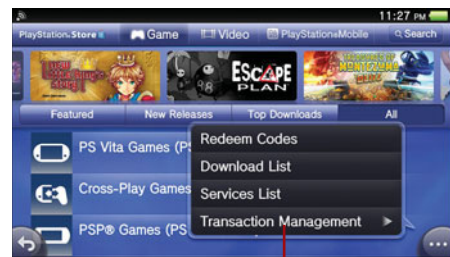 11:27 PM
PlayStation®Store Game Video PlayStation®Mobile Search
ESCAPE
PLAN
MONTEZUMA
Featured New Releases Top Downloads All
PS Vita Games (PS
Cross-Play Games
PSP® Games (PS
Redeem Codes
Download List
Services List
Transaction Management